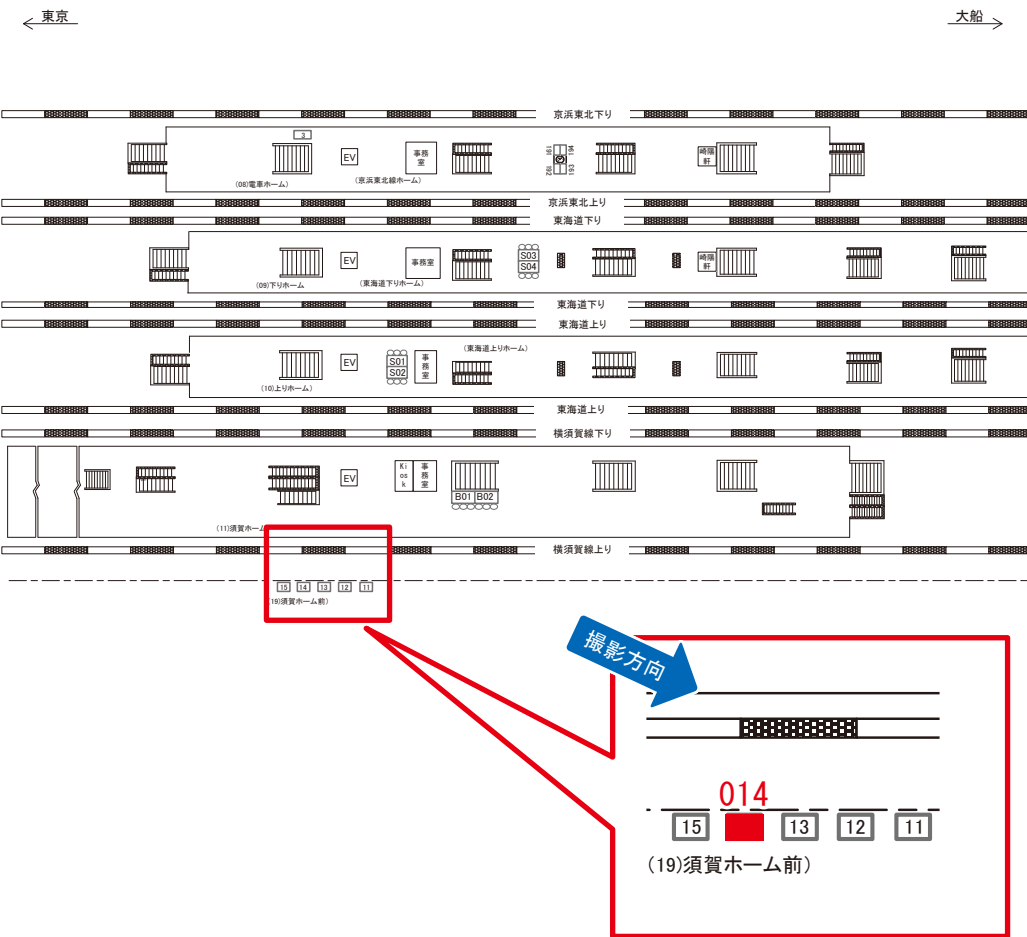 東京
大船
京浜東北下り
3
EV
事務
室
191
194
192
193
崎陽
軒
(08)電車ホーム)
(京浜東北線ホーム)
京浜東北上り
東海道下り
EV
事務室
S03
S04
崎陽
軒
(09)下りホーム
(東海道下りホーム)
東海道下り
東海道上り
(東海道上りホーム)
EV
S01
S02
事
務
室
(10)上りホーム)
東海道上り
横須賀線下り
EV
Ki
os
k
事
務
室
B01 B02
(11)須賀ホーム
横須賀線上り
15 14 13 12 11
(19)須賀ホーム前)
撮影方向
014
15 13 12 11
(19)須賀ホーム前)